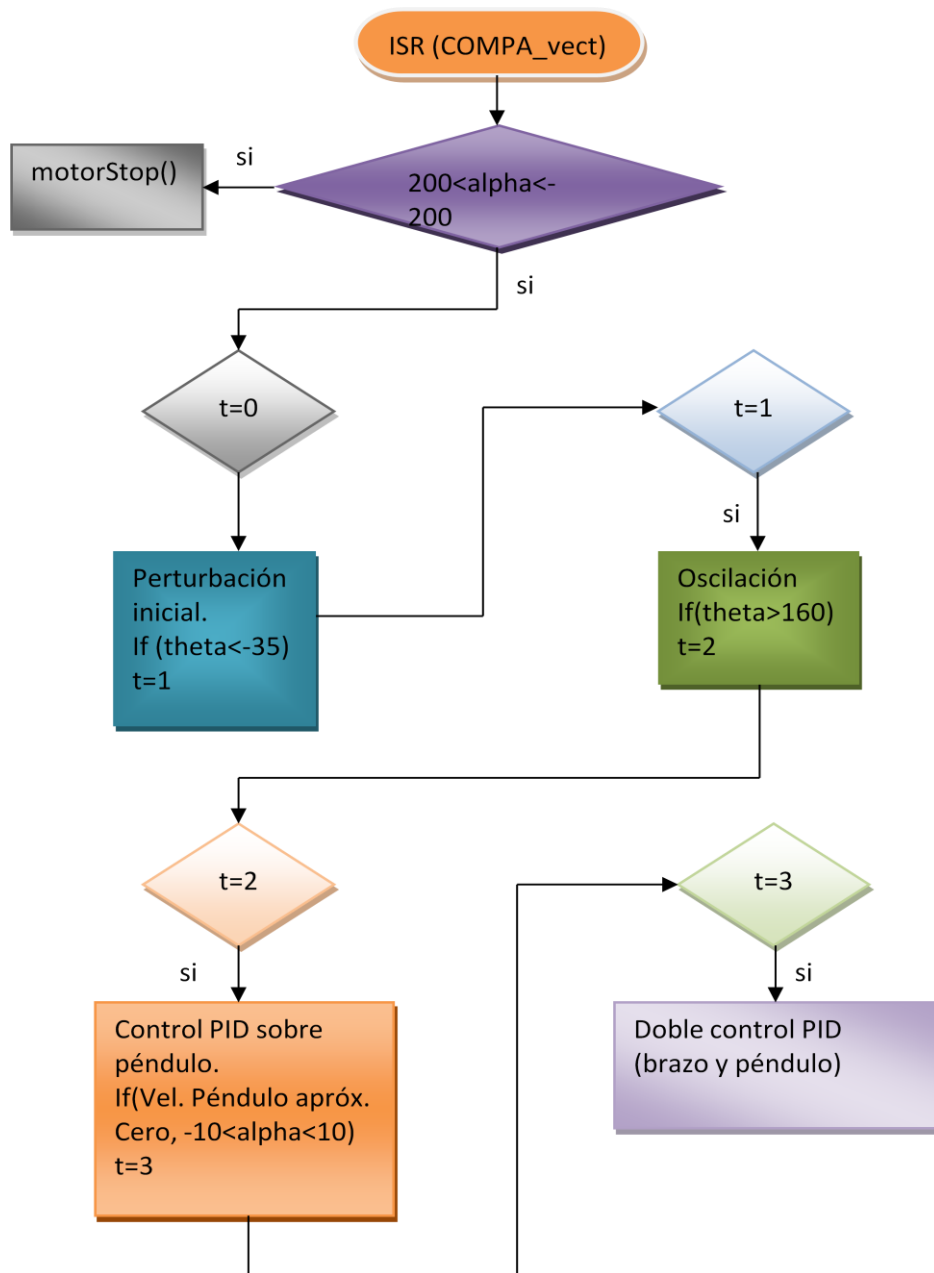 ISR (COMPA_vect)
si
motorStop()
200<alpha<-
200
si
t=0
t=1
si
Perturbación
inicial.
If (theta<-35)
t=1
Oscilación
If(theta>160)
t=2
t=2
t=3
si
si
Control PID sobre
péndulo.
If(Vel. Péndulo apróx.
Cero, -10<alpha<10)
t=3
Doble control PID
(brazo y péndulo)